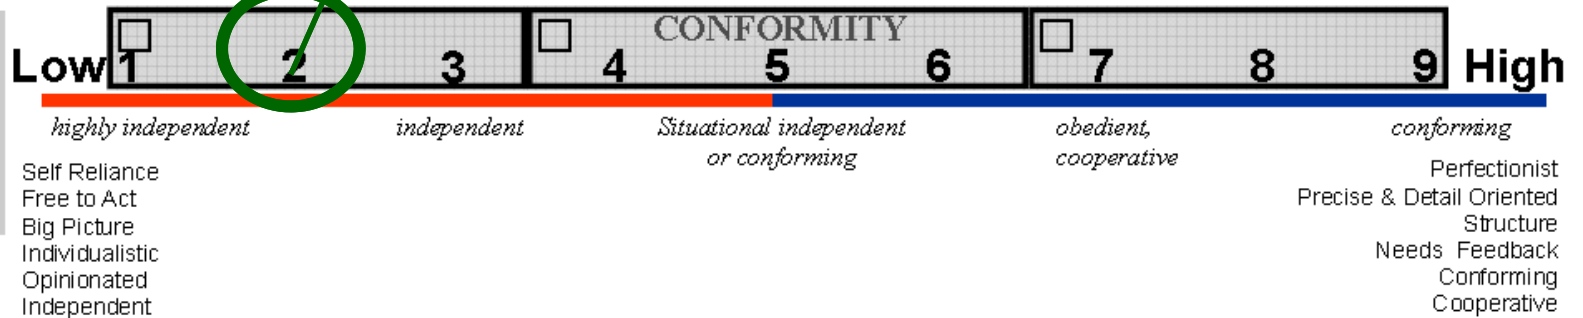 CONFORMITY
Low 1 2 3 4 5 6 7 8 9 High
highly independent independent Situational independent obedient, conforming
or conforming cooperative
Self Reliance Perfectionist
Free to Act Precise & Detail Oriented
Big Picture Structure
Individualistic Needs Feedback
Opinionated Conforming
Independent Cooperative